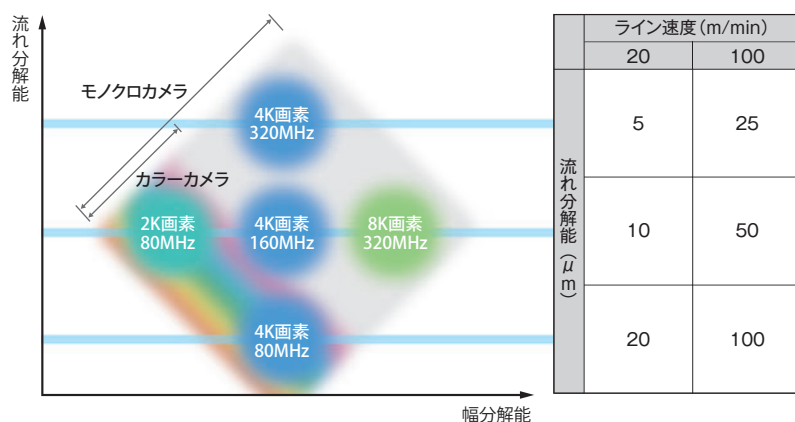 流れ分解能
モノクロカメラ
カラーカメラ
4K画素
320MHz
2K画素
80MHz
4K画素
160MHz
8K画素
320MHz
4K画素
80MHz
幅分解能
ライン速度(m/min)
20 100
流れ分解能(μm)
5 25
10 50
20 100